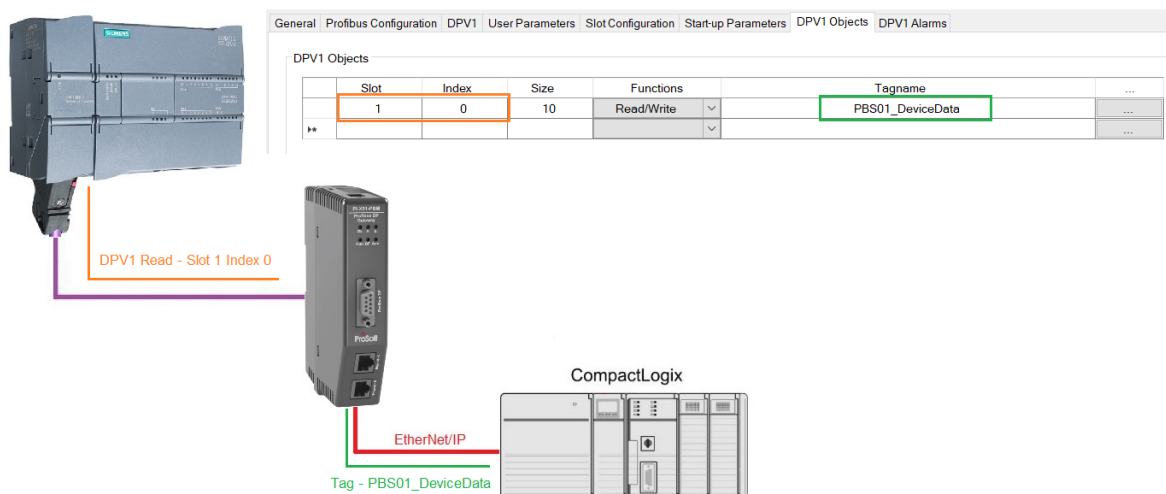 General Profibus Configuration DPV1 User Parameters Slot Configuration Start-up Parameters DPV1 Objects DPV1 Alarms
DPV1 Objects
Slot Index Size Functions Tagname ...
1 0 10 Read/Write PBS01_DeviceData ...
...
SIEMENS
DPV1 Read - Slot 1 Index 0
ProSoft
CompactLogix
EtherNet/IP
Tag - PBS01_DeviceData